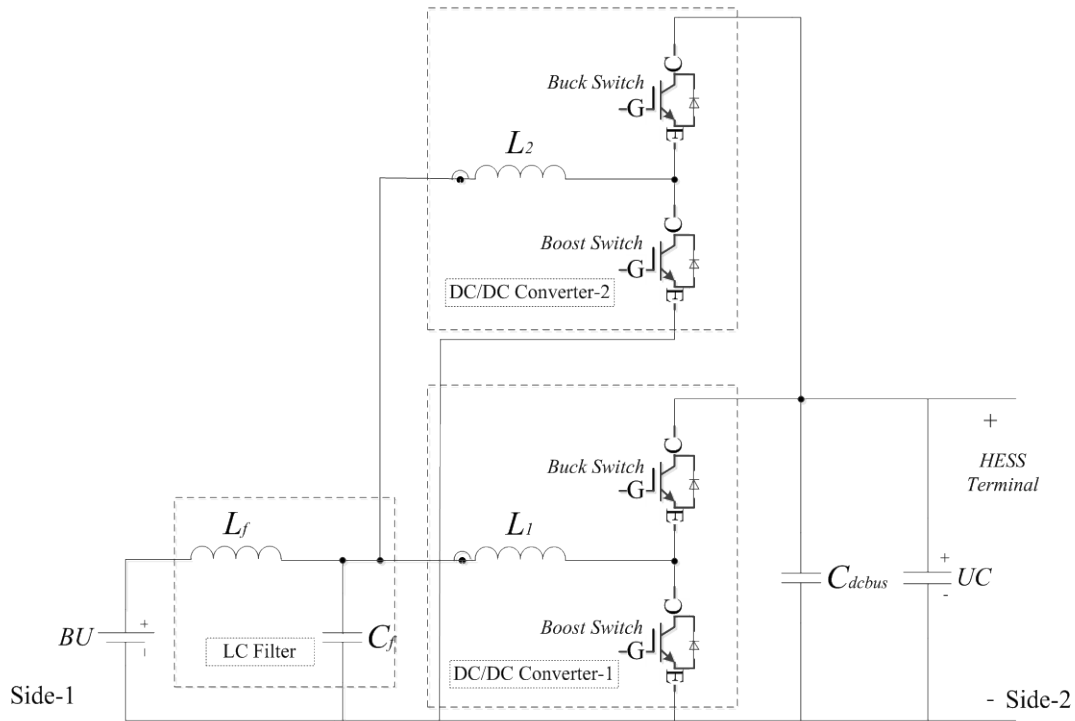 C
Buck Switch
-G
E
L2
C
Boost Switch
-G
E
DC/DC Converter-2
C
Buck Switch
-G
E
+
HESS
Terminal
Lf
L1
C
Boost Switch
-G
E
Cdcbus
+
UC
-
BU
+
-
LC Filter
Cf
DC/DC Converter-1
Side-1
- Side-2